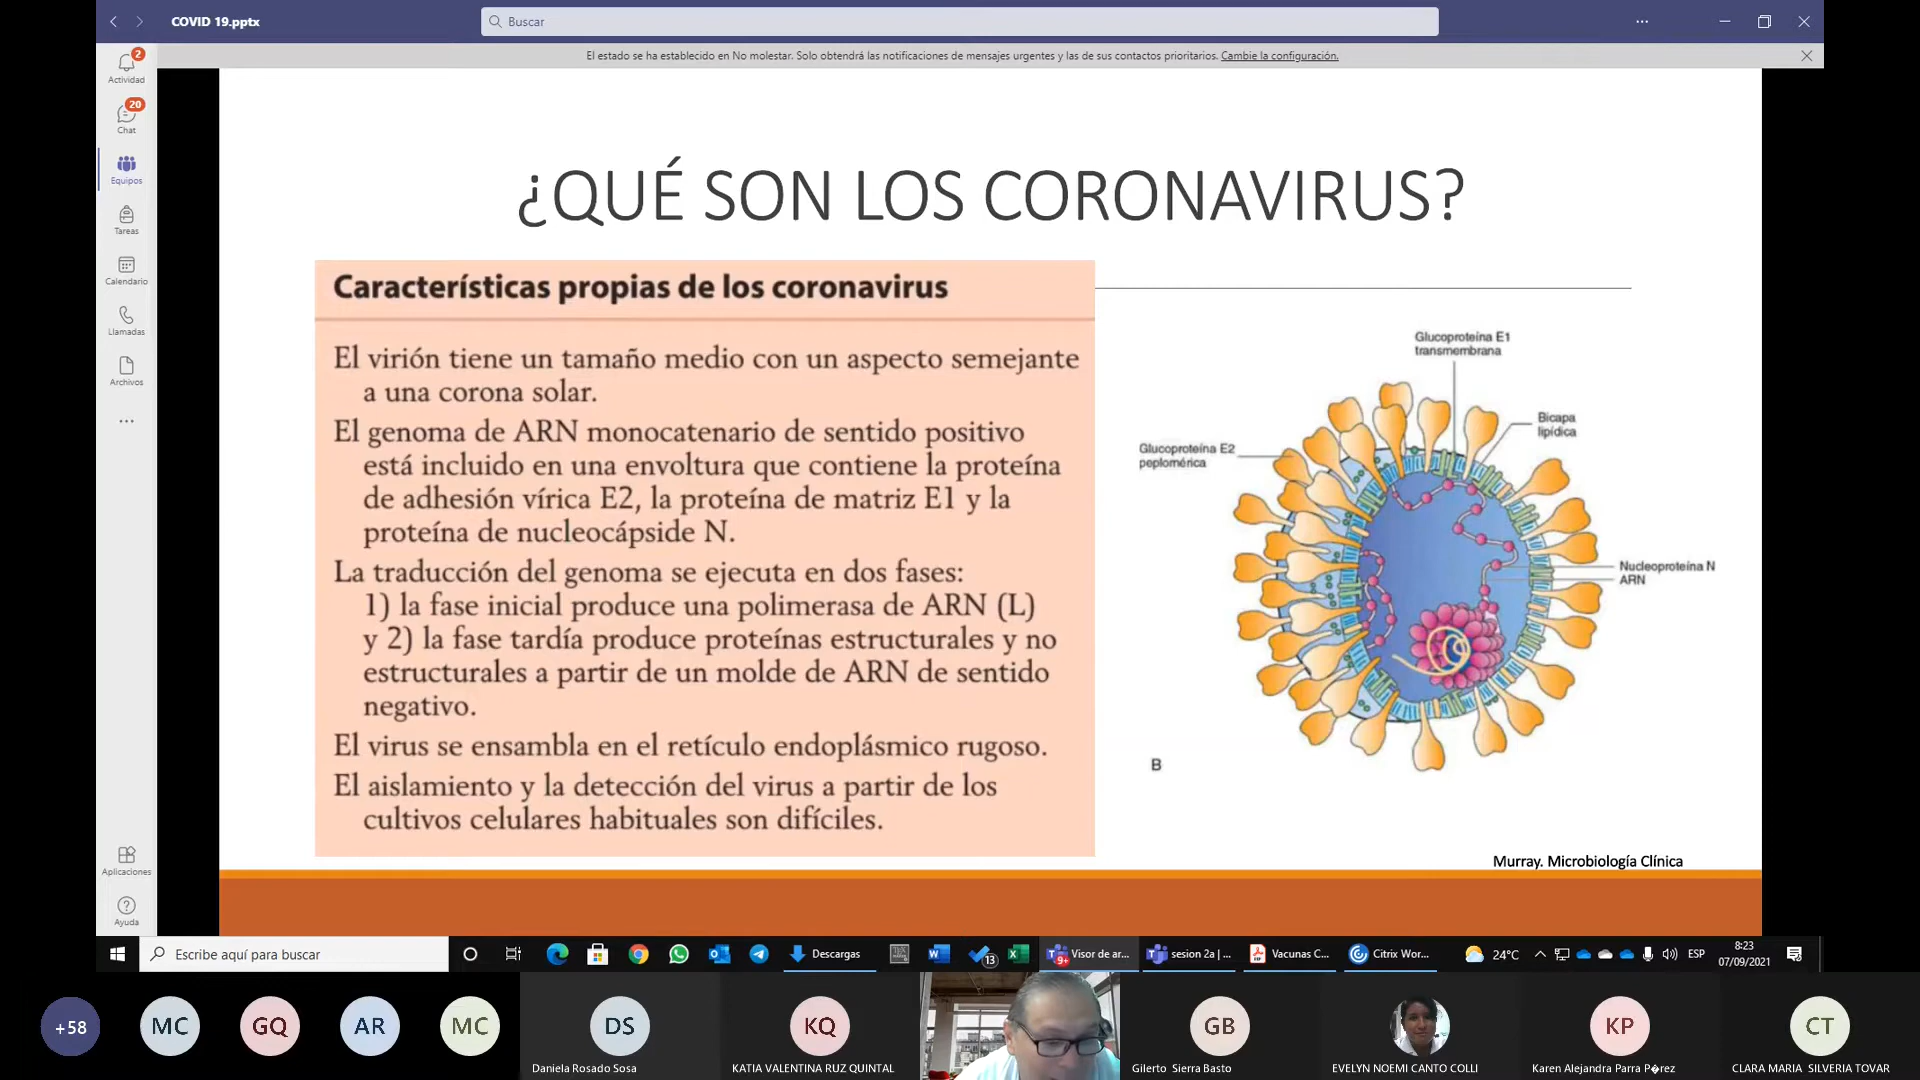 COVID 19.pptx
Buscar
El estado se ha establecido en No molestar. Solo obtendrá las notificaciones de mensajes urgentes y las de sus contactos prioritarios. Cambie la configuración.
2
Actividad
20
Chat
Equipos
Tareas
Calendario
Llamadas
Archivos
Aplicaciones
Ayuda
¿QUÉ SON LOS CORONAVIRUS?
Características propias de los coronavirus
El virión tiene un tamaño medio con un aspecto semejante
a una corona solar.
El genoma de ARN monocatenario de sentido positivo
está incluido en una envoltura que contiene la proteína
de adhesión vírica E2, la proteína de matriz E1 y la
proteína de nucleocápside N.
La traducción del genoma se ejecuta en dos fases:
1) la fase inicial produce una polimerasa de ARN (L)
y 2) la fase tardía produce proteínas estructurales y no
estructurales a partir de un molde de ARN de sentido
negativo.
El virus se ensambla en el retículo endoplásmico rugoso.
El aislamiento y la detección del virus a partir de los
cultivos celulares habituales son difíciles.
Glucoproteína E1
transmembrana
Bicapa
lipídica
Glucoproteína E2
peplomérica
Nucleoproteína N
ARN
B
Murray. Microbiología Clínica
Escribe aquí para buscar
Descargas
13
9+
Visor de ar...
sesion 2a | ...
Vacunas C...
Citrix Wor...
24°C
ESP
8:23
07/09/2021
+58
MC
GQ
AR
MC
DS
Daniela Rosado Sosa
KQ
KATIA VALENTINA RUZ QUINTAL
GB
Gilerto Sierra Basto
EVELYN NOEMI CANTO COLLI
KP
Karen Alejandra Parra P�rez
CT
CLARA MARIA SILVERIA TOVAR